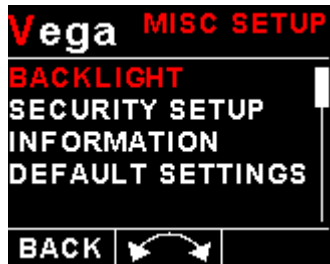 Vega MISC SETUP
BACKLIGHT
SECURITY SETUP
INFORMATION
DEFAULT SETTINGS
BACK